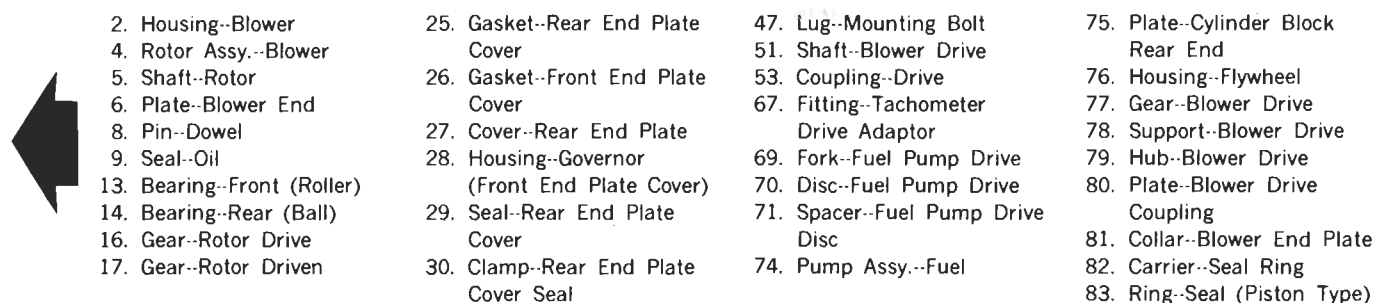 2. Housing--Blower
4. Rotor Assy.--Blower
5. Shaft--Rotor
6. Plate--Blower End
8. Pin--Dowel
9. Seal--Oil
13. Bearing--Front (Roller)
14. Bearing--Rear (Ball)
16. Gear--Rotor Drive
17. Gear--Rotor Driven
25. Gasket--Rear End Plate
Cover
26. Gasket--Front End Plate
Cover
27. Cover--Rear End Plate
28. Housing--Governor
(Front End Plate Cover)
29. Seal--Rear End Plate
Cover
30. Clamp--Rear End Plate
Cover Seal
47. Lug--Mounting Bolt
51. Shaft--Blower Drive
53. Coupling--Drive
67. Fitting--Tachometer
Drive Adaptor
69. Fork--Fuel Pump Drive
70. Disc--Fuel Pump Drive
71. Spacer--Fuel Pump Drive
Disc
74. Pump Assy.--Fuel
75. Plate--Cylinder Block
Rear End
76. Housing--Flywheel
77. Gear--Blower Drive
78. Support--Blower Drive
79. Hub--Blower Drive
80. Plate--Blower Drive
Coupling
81. Collar--Blower End Plate
82. Carrier--Seal Ring
83. Ring--Seal (Piston Type)